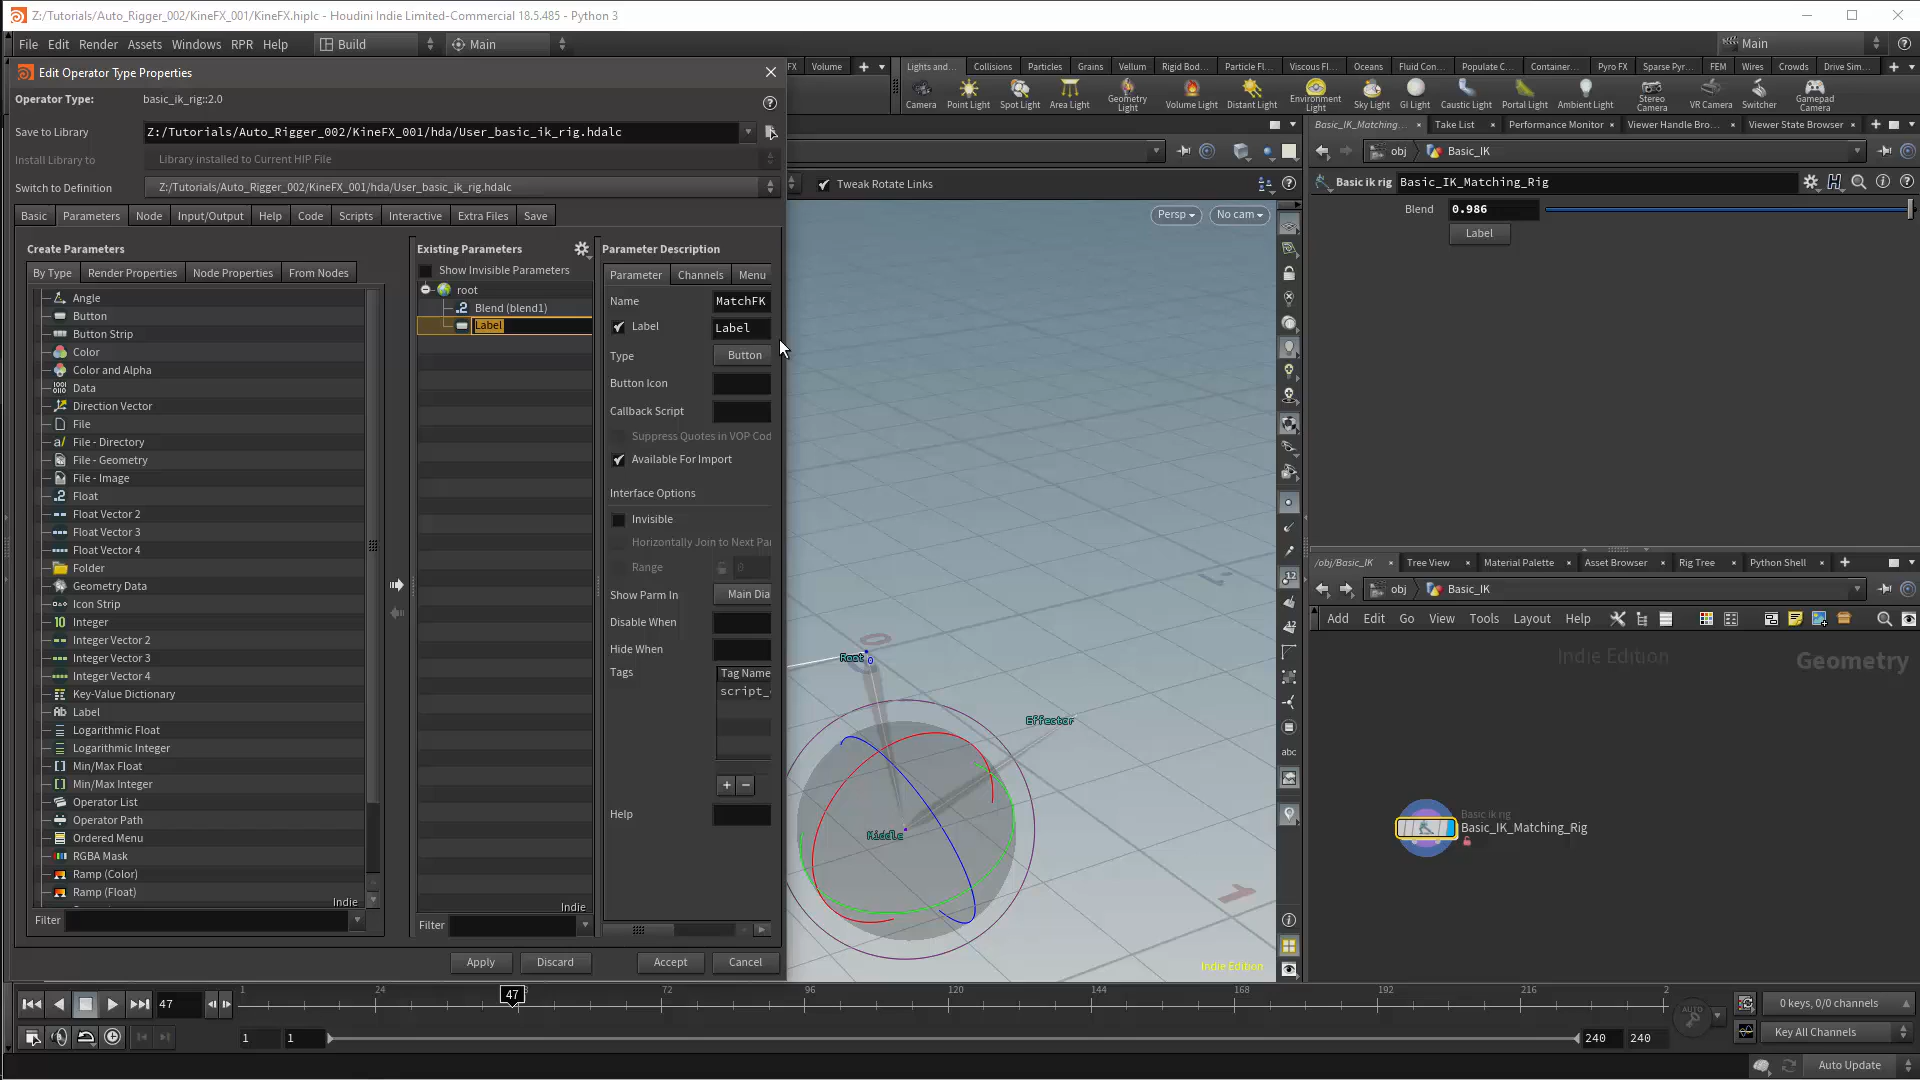 Z:/Tutorials/Auto_Rigger_002/KineFX_001/KineFX.hiplc - Houdini Indie Limited-Commercial 18.5.485 - Python 3
File Edit Render Assets Windows RPR Help Build Main Main
Edit Operator Type Properties
FX Volume
Lights and... Collisions Particles Grains Vellum Rigid Bod... Particle Fl... Viscous Fl... Oceans Fluid Con... Populate C... Container... Pyro FX Sparse Pyr... FEM Wires Crowds Drive Sim...
Camera Point Light Spot Light Area Light Geometry Light Volume Light Distant Light Environment Light Sky Light GI Light Caustic Light Portal Light Ambient Light Stereo Camera VR Camera Switcher Gamepad Camera
Operator Type: basic_ik_rig::2.0
Save to Library Z:/Tutorials/Auto_Rigger_002/KineFX_001/hda/User_basic_ik_rig.hdalc
Install Library to Library installed to Current HIP File
Switch to Definition Z:/Tutorials/Auto_Rigger_002/KineFX_001/hda/User_basic_ik_rig.hdalc
Basic Parameters Node Input/Output Help Code Scripts Interactive Extra Files Save
Create Parameters
By Type Render Properties Node Properties From Nodes
Angle
Button
Button Strip
Color
Color and Alpha
Data
Direction Vector
File
File - Directory
File - Geometry
File - Image
Float
Float Vector 2
Float Vector 3
Float Vector 4
Folder
Geometry Data
Icon Strip
Integer
Integer Vector 2
Integer Vector 3
Integer Vector 4
Key-Value Dictionary
Label
Logarithmic Float
Logarithmic Integer
Min/Max Float
Min/Max Integer
Operator List
Operator Path
Ordered Menu
RGBA Mask
Ramp (Color)
Ramp (Float)
Indie
Filter
Existing Parameters
Show Invisible Parameters
root
Blend (blend1)
Label
Indie
Filter
Parameter Description
Parameter Channels Menu
Name MatchFK
Label Label
Type Button
Button Icon
Callback Script
Suppress Quotes in VOP Cod
Available For Import
Interface Options
Invisible
Horizontally Join to Next Pa
Range 0
Show Parm In Main Dia
Disable When
Hide When
Tags Tag Name
script_
Help
Apply Discard Accept Cancel
Tweak Rotate Links
Persp No cam
Root 0
Effector
Middle
Indie Edition
abc
Basic_IK_Matching... Take List Performance Monitor Viewer Handle Bro... Viewer State Browser
obj Basic_IK
Basic ik rig Basic_IK_Matching_Rig
Blend 0.986
Label
/obj/Basic_IK Tree View Material Palette Asset Browser Rig Tree Python Shell
obj Basic_IK
Add Edit Go View Tools Layout Help
Indie Edition Geometry
Basic ik rig
Basic_IK_Matching_Rig
47 1 24 47 72 96 120 144 168 192 216 2
1 1 240 240
AUTO
0 keys, 0/0 channels
Key All Channels
Auto Update